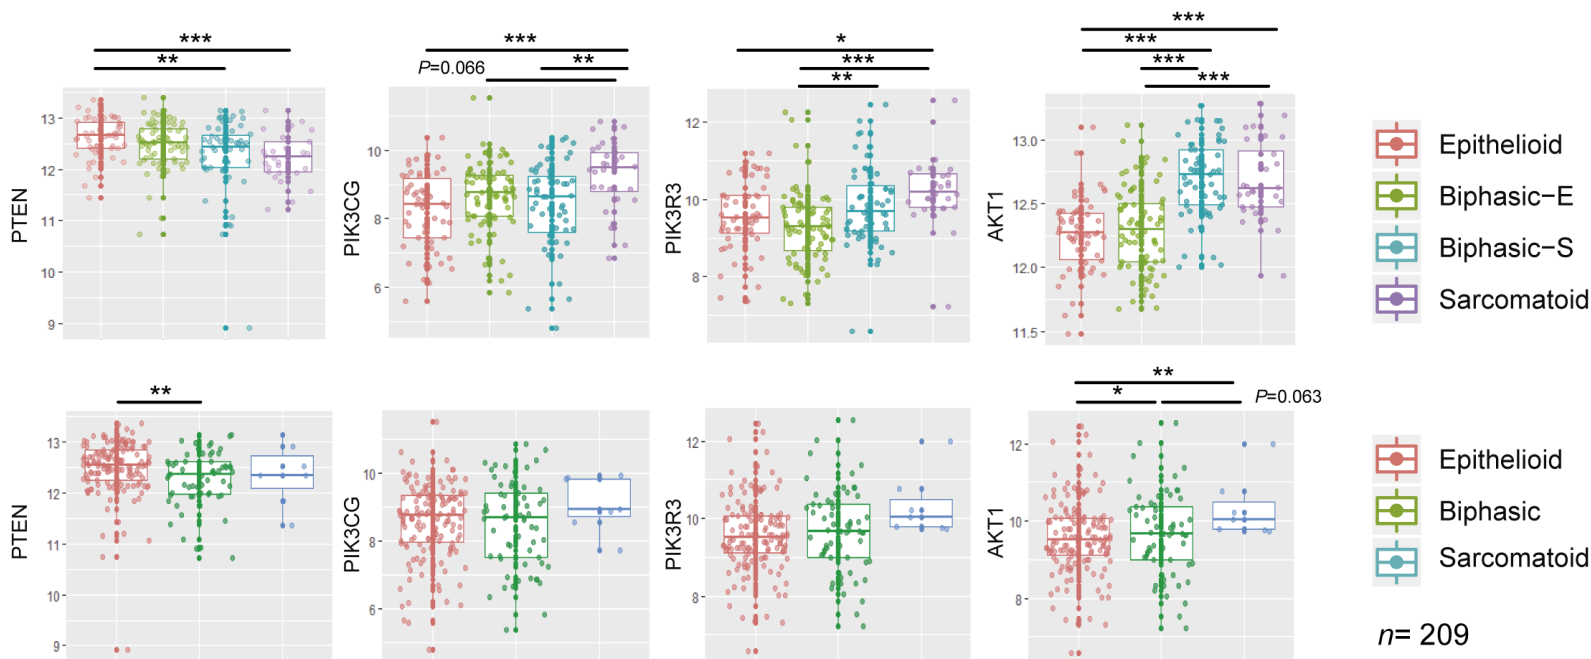 ***
**
PTEN
13
12
11
10
9
***
P=0.066
**
PIK3CG
10
8
6
*
***
**
PIK3R3
12
10
8
***
***
***
***
AKT1
13.0
12.5
12.0
11.5
Epithelioid
Biphasic−E
Biphasic−S
Sarcomatoid
**
PTEN
13
12
11
10
9
PIK3CG
10
8
6
PIK3R3
12
10
8
**
*
P=0.063
AKT1
12
10
8
Epithelioid
Biphasic
Sarcomatoid
n= 209